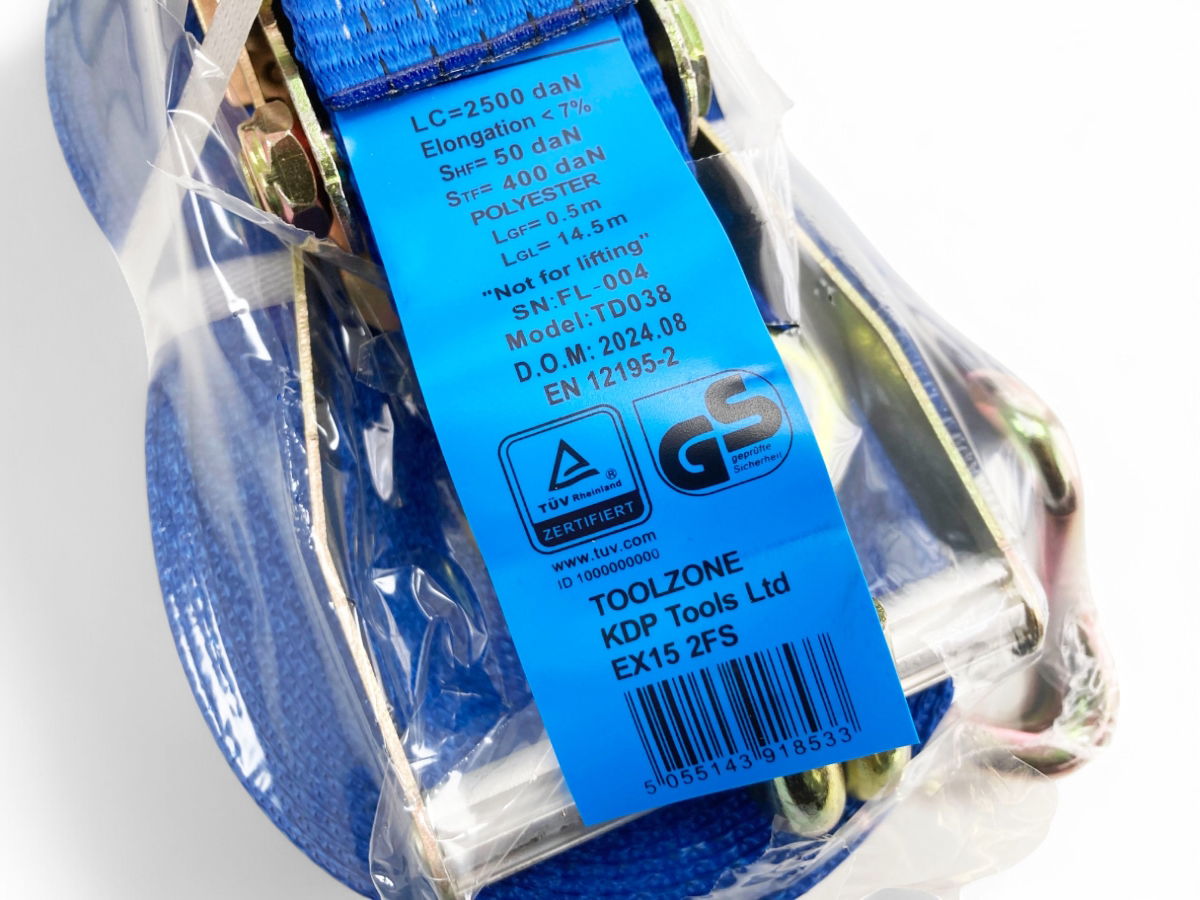 LC=2500 daN
Elongation < 7%
SHF= 50 daN
STF= 400 daN
POLYESTER
LGF= 0.5m
LGL= 14.5m
"Not for lifting"
SN:FL-004
Model:TD038
D.O.M: 2024.08
EN 12195-2
TÜV Rheinland ®
ZERTIFIERT
GS
geprüfte
Sicherheit
www.tuv.com
ID 1000000000
TOOLZONE
KDP Tools Ltd
EX15 2FS
5 055143 918533